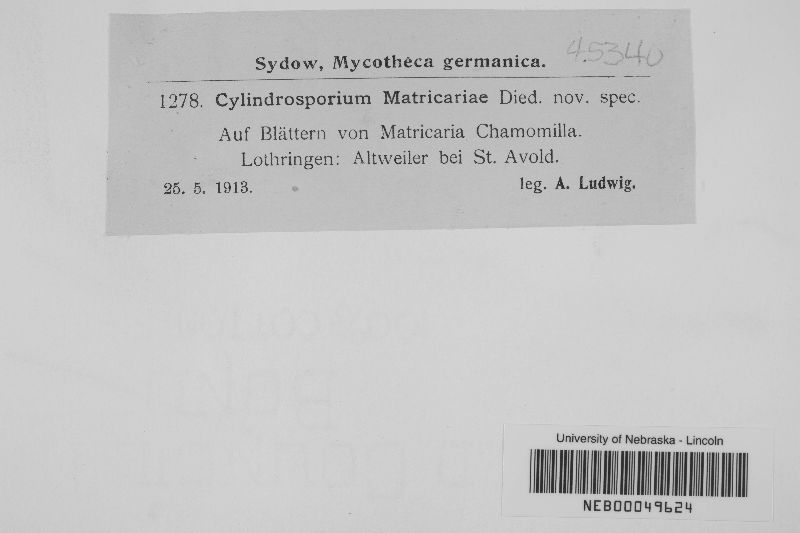 45340
Sydow, Mycotheca germanica.
1278. Cylindrosporium Matricariae Died. nov. spec.
Auf Blättern von Matricaria Chamomilla.
Lothringen: Altweiler bei St. Avold.
25. 5. 1913. leg. A. Ludwig.
University of Nebraska - Lincoln
NEB00049624